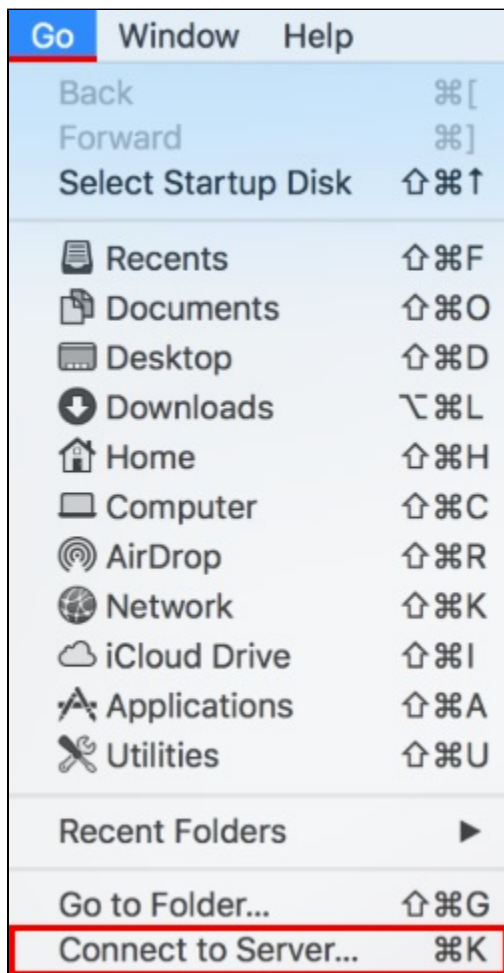 Go Window Help
Back ⌘[
Forward ⌘]
Select Startup Disk ⇧⌘↑
Recents ⇧⌘F
Documents ⇧⌘O
Desktop ⇧⌘D
Downloads ⌥⌘L
Home ⇧⌘H
Computer ⇧⌘C
AirDrop ⇧⌘R
Network ⇧⌘K
iCloud Drive ⇧⌘I
Applications ⇧⌘A
Utilities ⇧⌘U
Recent Folders ▶
Go to Folder... ⇧⌘G
Connect to Server... ⌘K